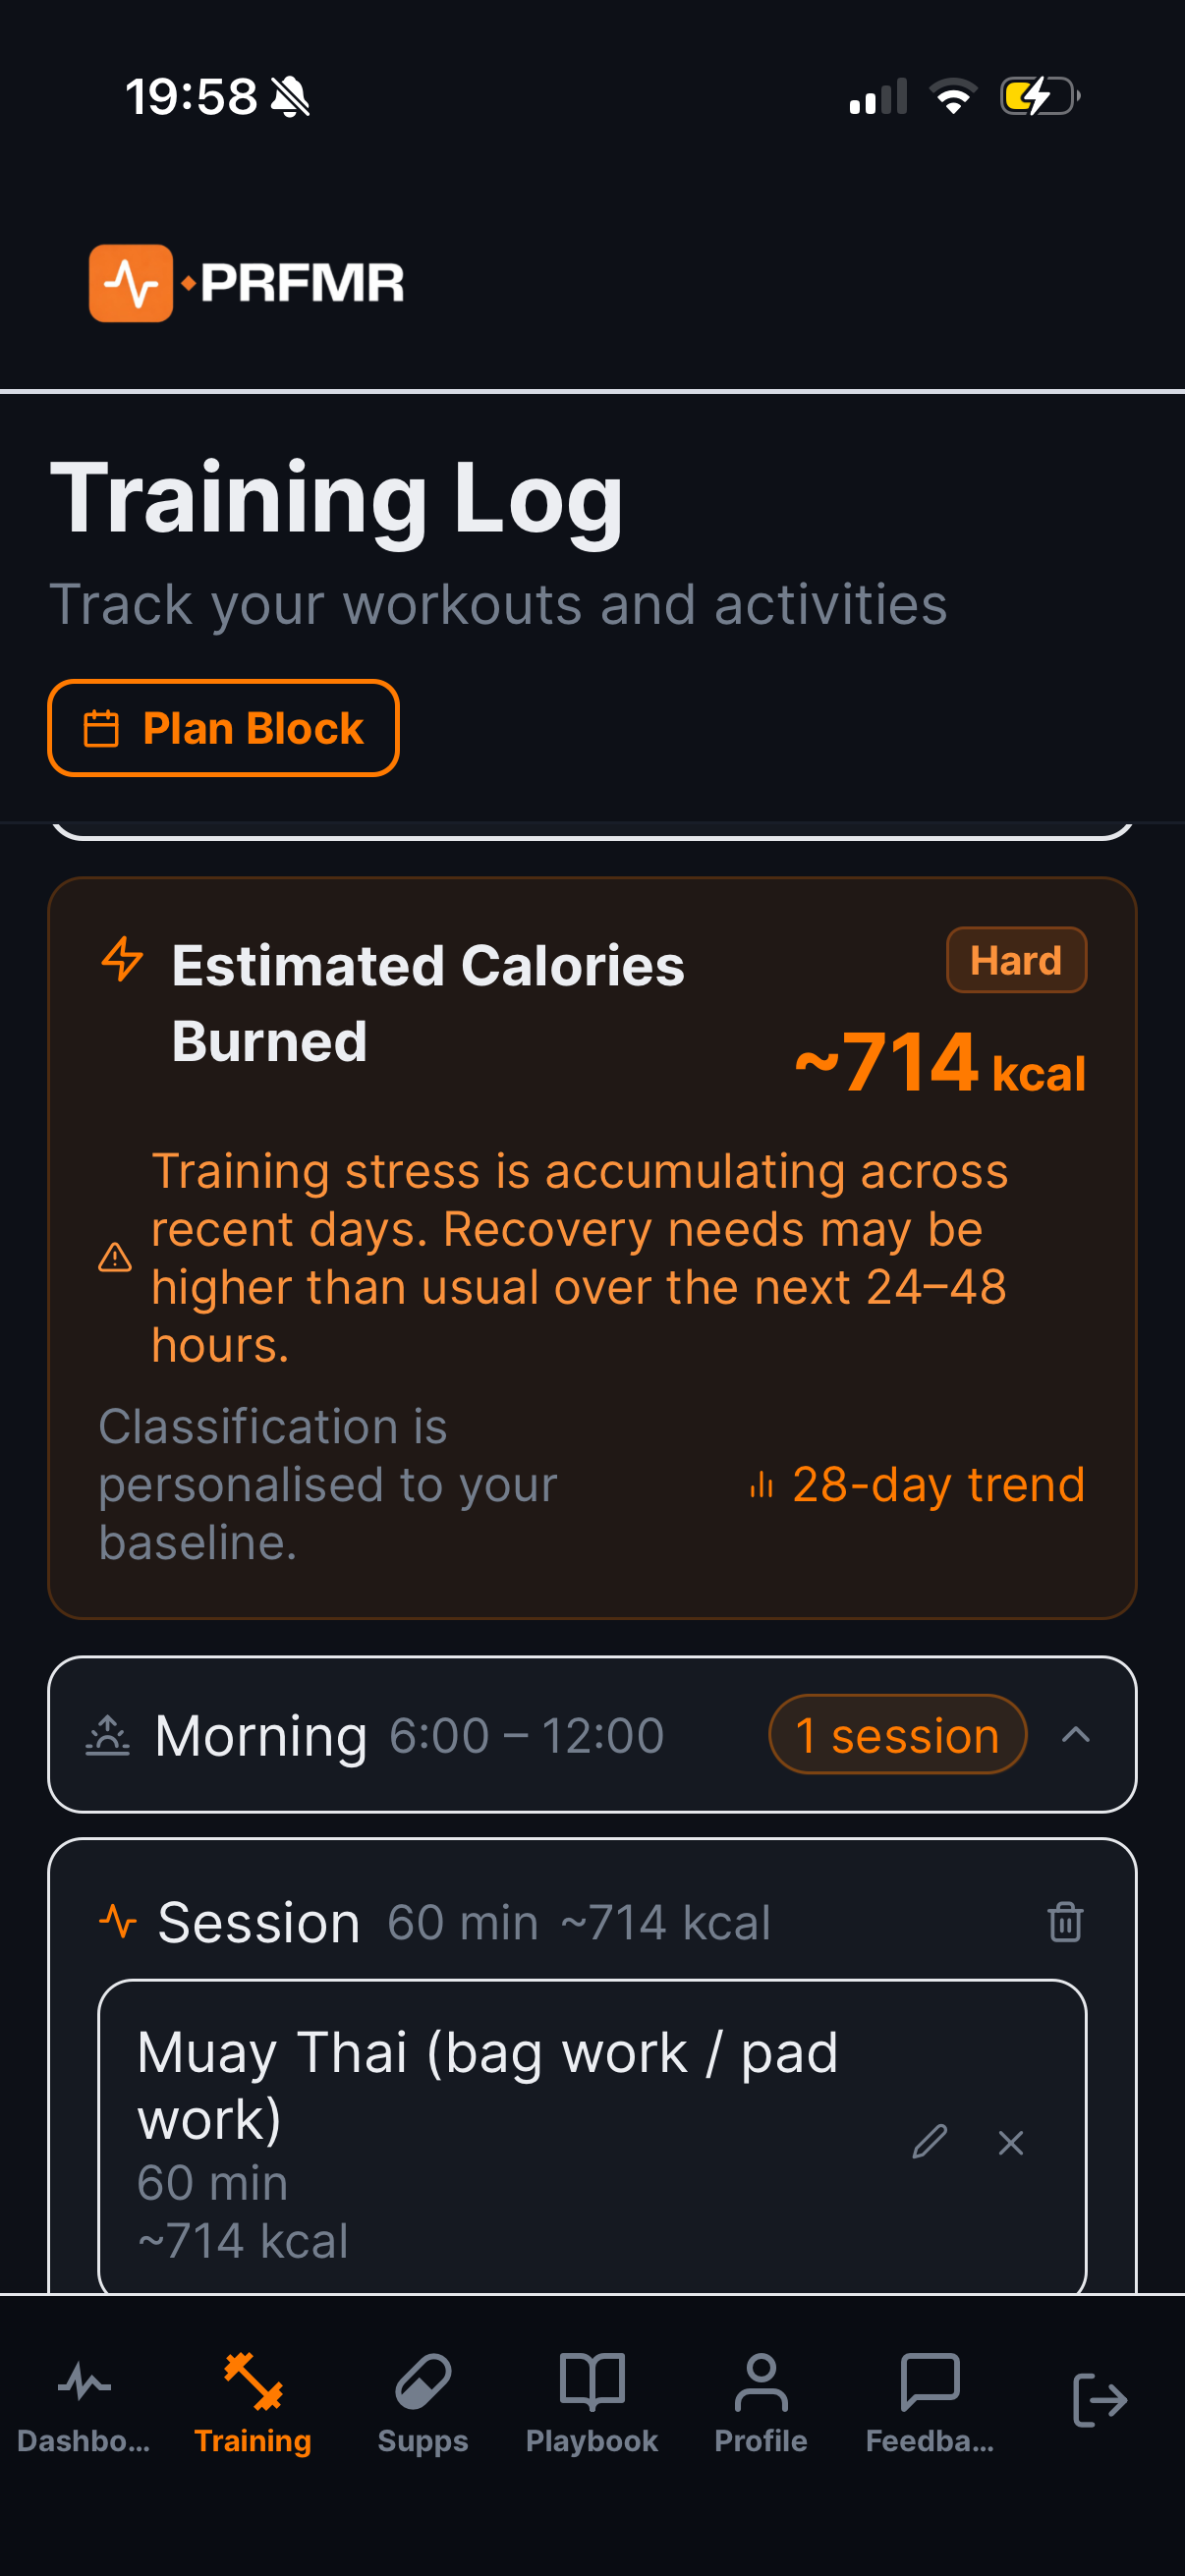 19:58
PRFMR
Training Log
Track your workouts and activities
Plan Block
Estimated Calories
Burned
Hard
~714 kcal
Training stress is accumulating across
recent days. Recovery needs may be
higher than usual over the next 24–48
hours.
Classification is
personalised to your
baseline.
28-day trend
Morning 6:00 – 12:00
1 session
Session 60 min ~714 kcal
Muay Thai (bag work / pad
work)
60 min
~714 kcal
Dashbo...
Training
Supps
Playbook
Profile
Feedba...